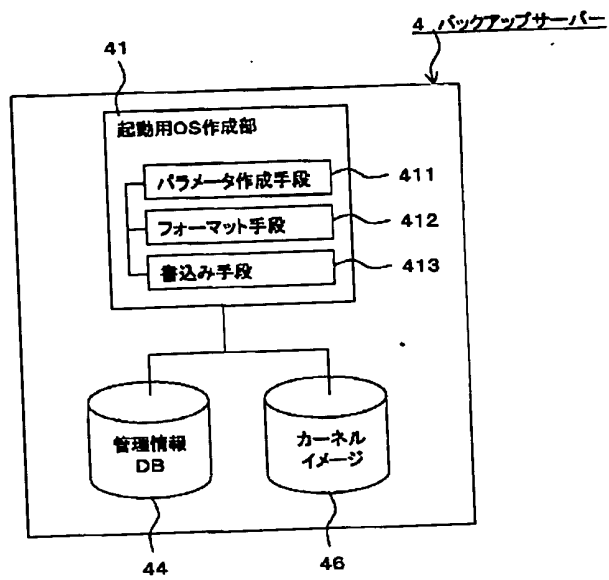 4 バックアップサーバー
41
起動用OS作成部
パラメータ作成手段
411
フォーマット手段
412
書込み手段
413
管理情報
DB
カーネル
イメージ
44
46